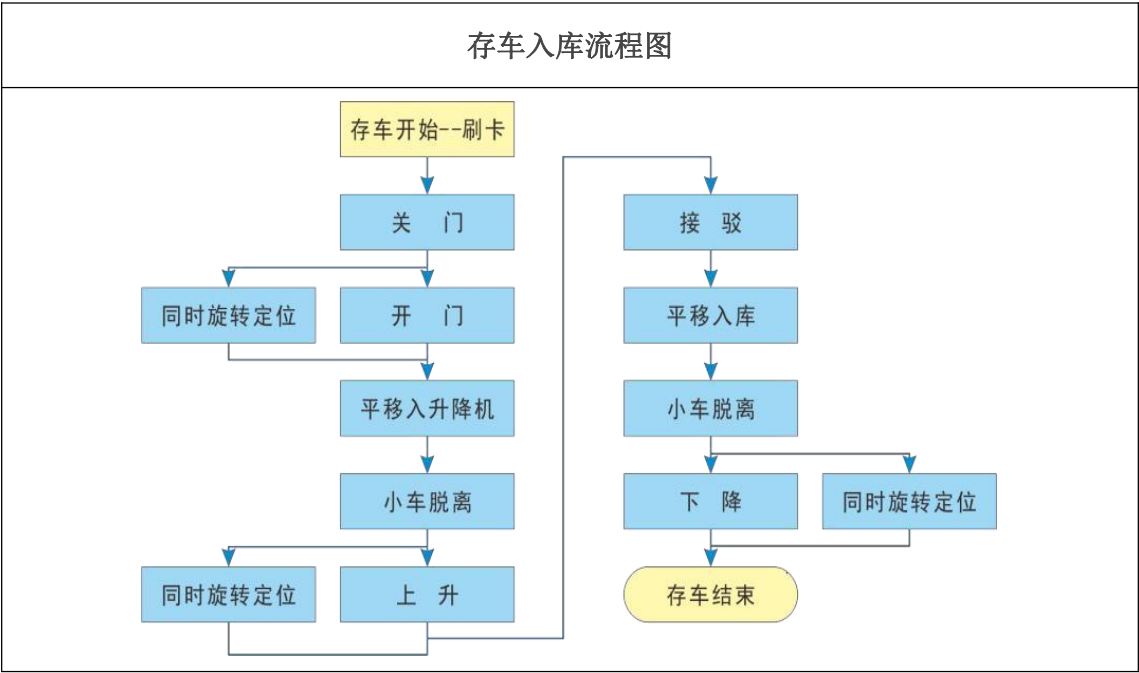 存车入库流程图
存车开始--刷卡
关 门
同时旋转定位
开 门
平移入升降机
小车脱离
同时旋转定位
上 升
接 驳
平移入库
小车脱离
下 降
同时旋转定位
存车结束